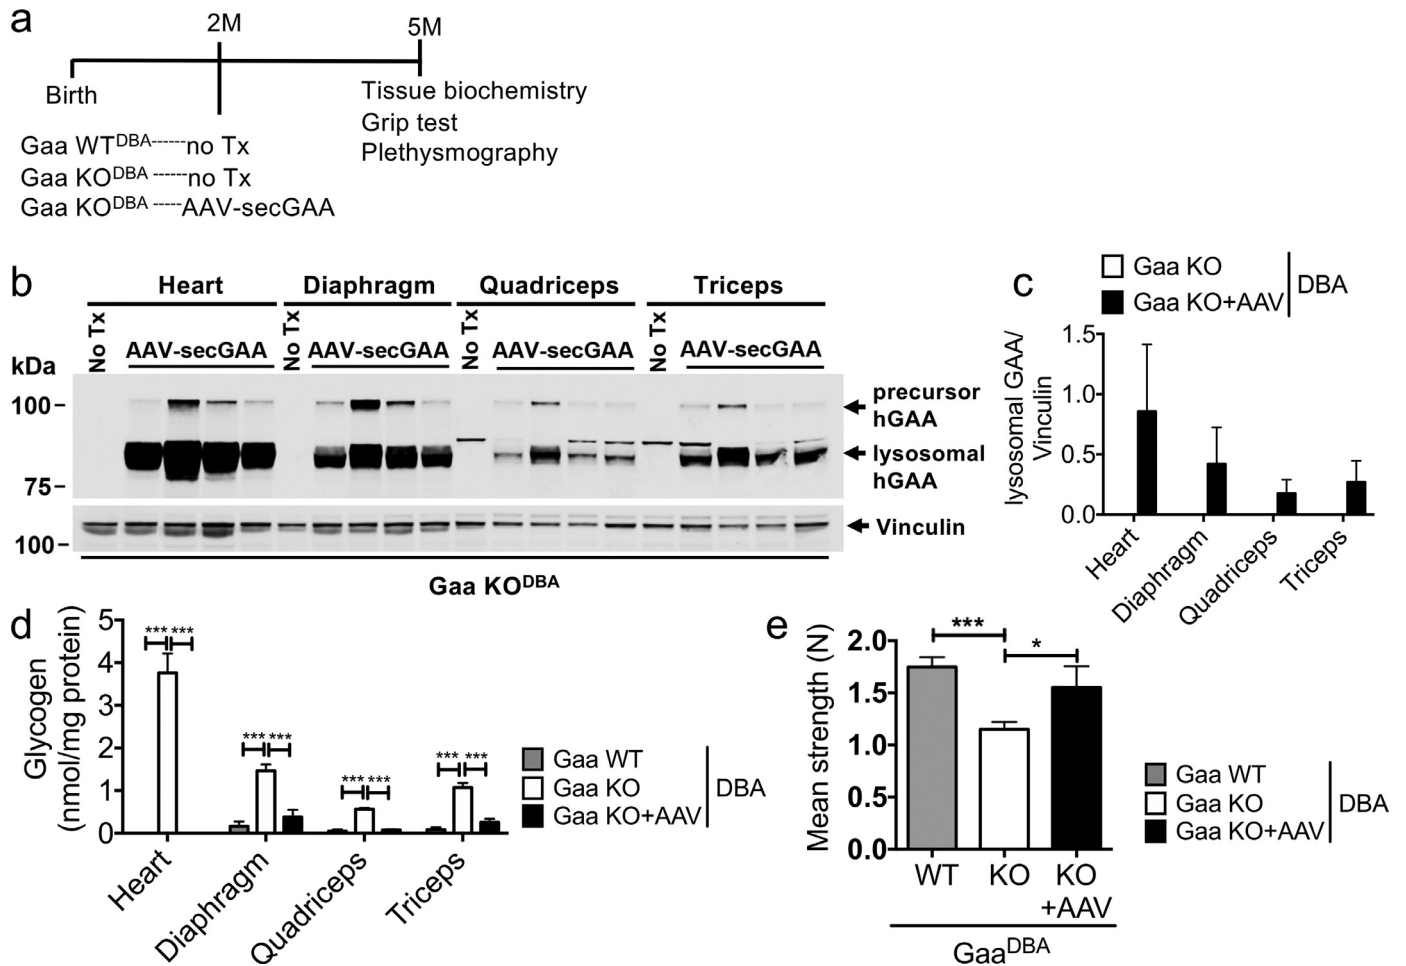 a
2M
5M
Birth
Tissue biochemistry
Grip test
Plethysmography
Gaa WTDBA------no Tx
Gaa KODBA ------no Tx
Gaa KODBA -----AAV-secGAA
b
Heart
Diaphragm
Quadriceps
Triceps
No Tx
AAV-secGAA
No Tx
AAV-secGAA
No Tx
AAV-secGAA
No Tx
AAV-secGAA
kDa
100
75
100
precursor
hGAA
lysosomal
hGAA
Vinculin
Gaa KODBA
c
Gaa KO
Gaa KO+AAV
DBA
lysosomal GAA/
Vinculin
1.5
1.0
0.5
0.0
Heart
Diaphragm
Quadriceps
Triceps
d
Glycogen
(nmol/mg protein)
5
4
3
2
1
0
*** ***
*** ***
*** ***
*** ***
Heart
Diaphragm
Quadriceps
Triceps
Gaa WT
Gaa KO
Gaa KO+AAV
DBA
e
Mean strength (N)
2.0
1.5
1.0
0.5
0.0
***
*
WT
KO
KO
+AAV
GaaDBA
Gaa WT
Gaa KO
Gaa KO+AAV
DBA